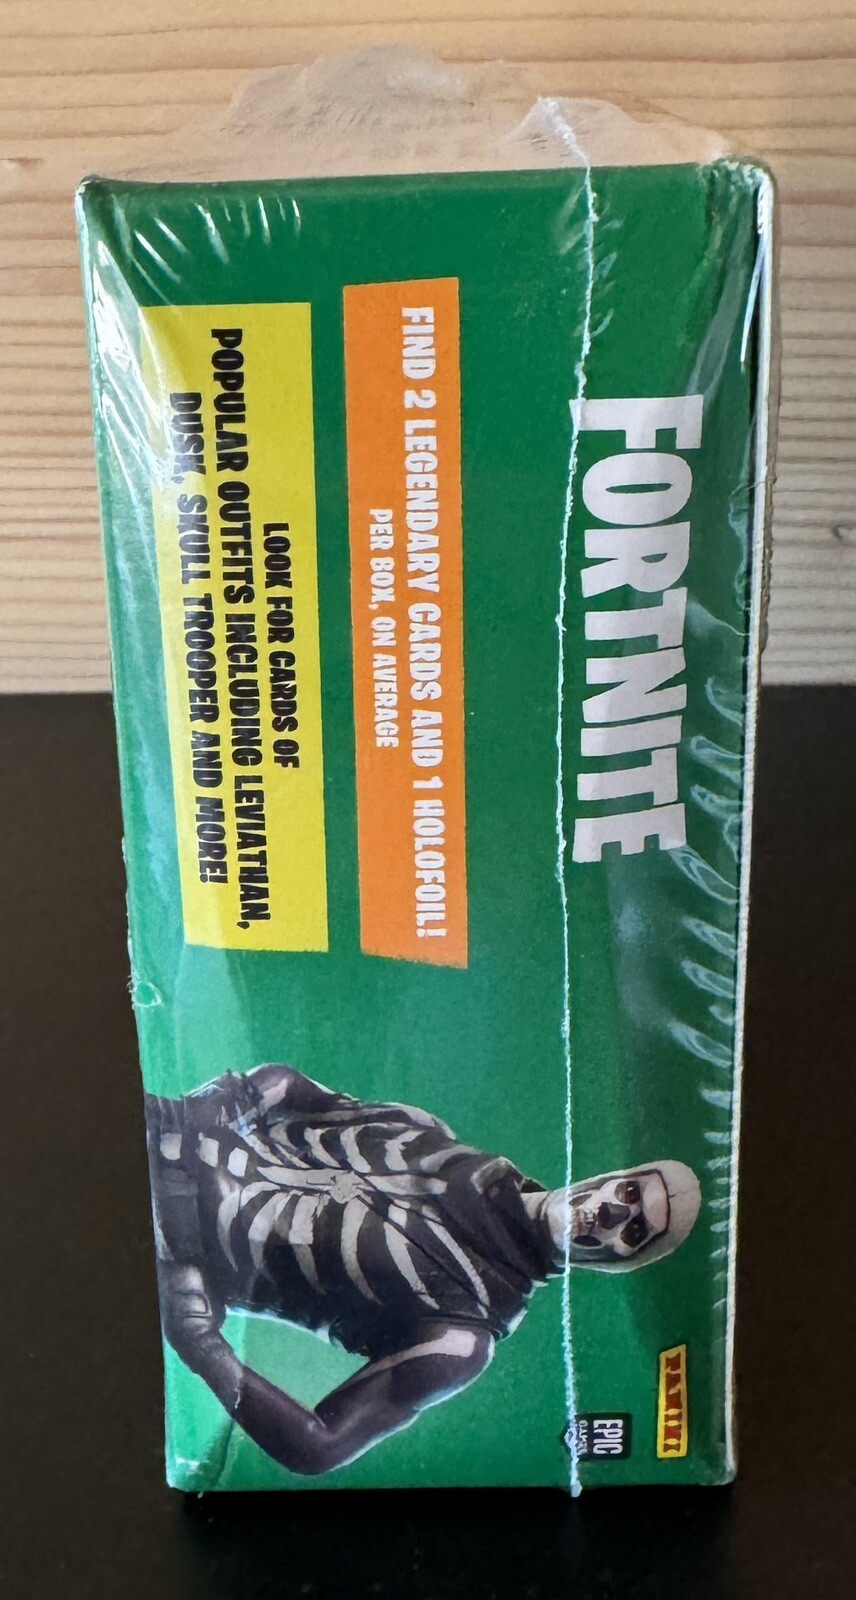 FORTNITE
FIND 2 LEGENDARY CARDS AND 1 HOLOFOIL!
PER BOX, ON AVERAGE
LOOK FOR CARDS OF
POPULAR OUTFITS INCLUDING LEVIATHAN,
DUSK, SKULL TROOPER AND MORE!
PANINI
EPIC
GAMES